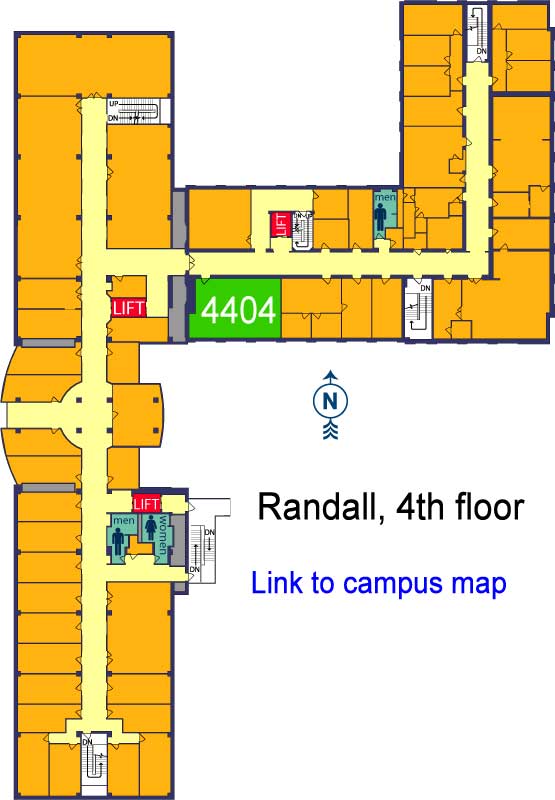 DN
UP
DN
men
LIFT
DN
LIFT
4404
DN
N
LIFT
men
women
DN
DN
Randall, 4th floor
Link to campus map
DN